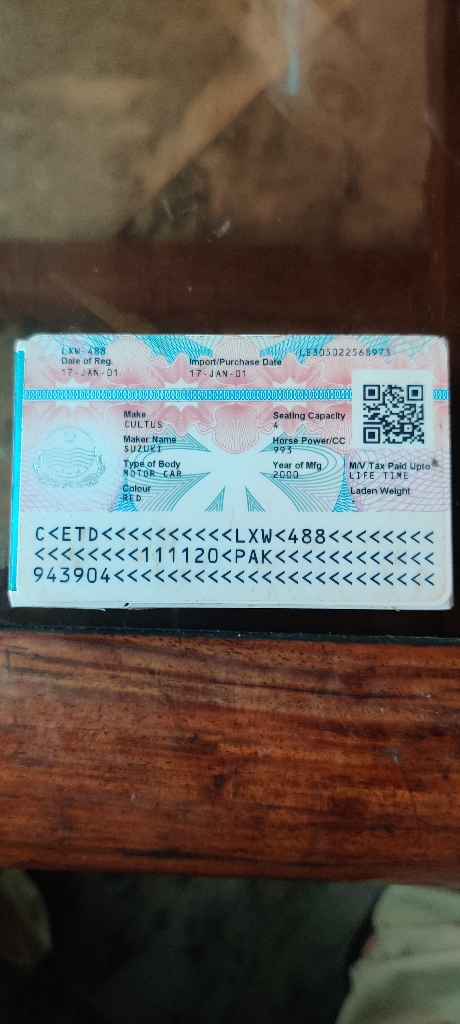 LXW-488 LE305022568973
Date of Reg. Import/Purchase Date
17-JAN-01 17-JAN-01
Make Seating Capacity
CULTUS 4
Maker Name Horse Power/CC
SUZUKI 993
Type of Body Year of Mfg M/V Tax Paid Upto
MOTOR CAR 2000 LIFE TIME
Colour Laden Weight
RED -
C<ETD<<<<<<<<<<LXW<488<<<<<<<<
<<<<<<<<111120<PAK<<<<<<<<<<<<
943904<<<<<<<<<<<<<<<<<<<<<<<<